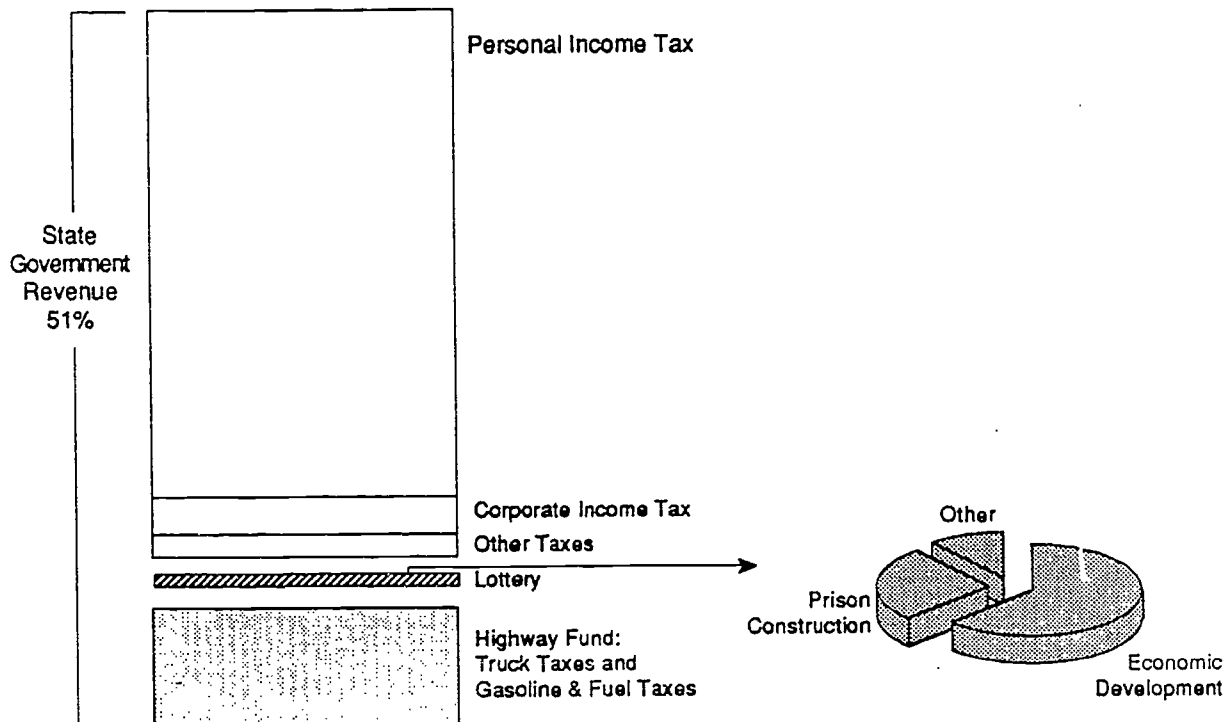 Personal Income Tax
State
Government
Revenue
51%
Corporate Income Tax
Other Taxes
Lottery
Highway Fund:
Truck Taxes and
Gasoline & Fuel Taxes
Other
Prison
Construction
Economic
Development